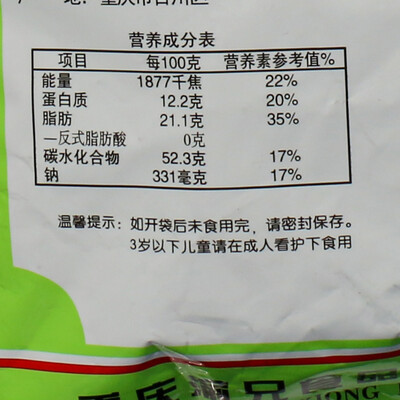 营养成分表
项目 每100克 营养素参考值%
能量 1877千焦 22%
蛋白质 12.2克 20%
脂肪 21.1克 35%
—反式脂肪酸 0克
碳水化合物 52.3克 17%
钠 331毫克 17%
温馨提示：如开袋后未食用完，请密封保存。
3岁以下儿童请在成人看护下食用